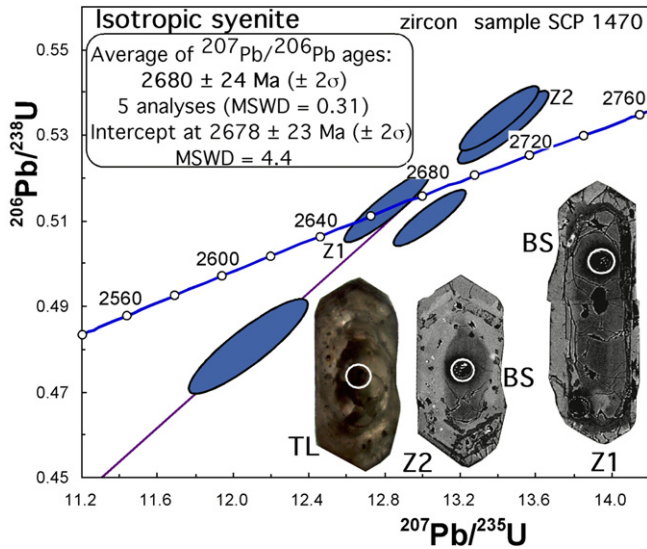 Isotropic syenite
zircon sample SCP 1470
Average of ²⁰⁷Pb/²⁰⁶Pb ages:
2680 ± 24 Ma (± 2σ)
5 analyses (MSWD = 0.31)
Intercept at 2678 ± 23 Ma (± 2σ)
MSWD = 4.4
0.55
0.53
0.51
0.49
0.47
0.45
²⁰⁶Pb/²³⁸U
Z2
2760
2720
2680
2640
Z1
2600
2560
BS
BS
TL
Z2
Z1
11.2
12.0
12.4
12.8
13.2
13.6
14.0
²⁰⁷Pb/²³⁵U